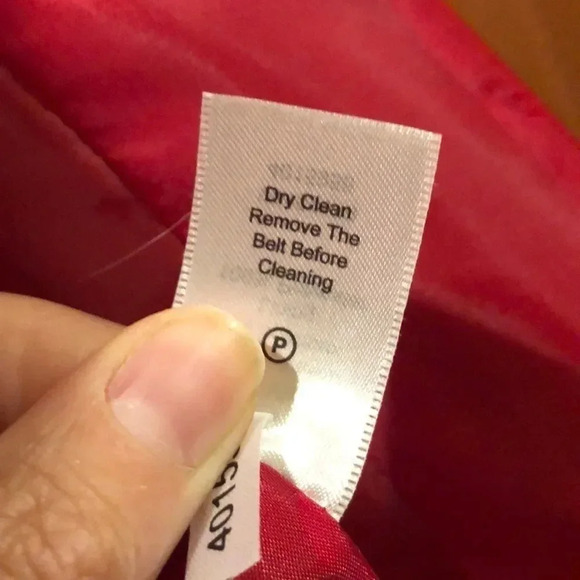 Dry Clean
Remove The
Belt Before
Cleaning
P